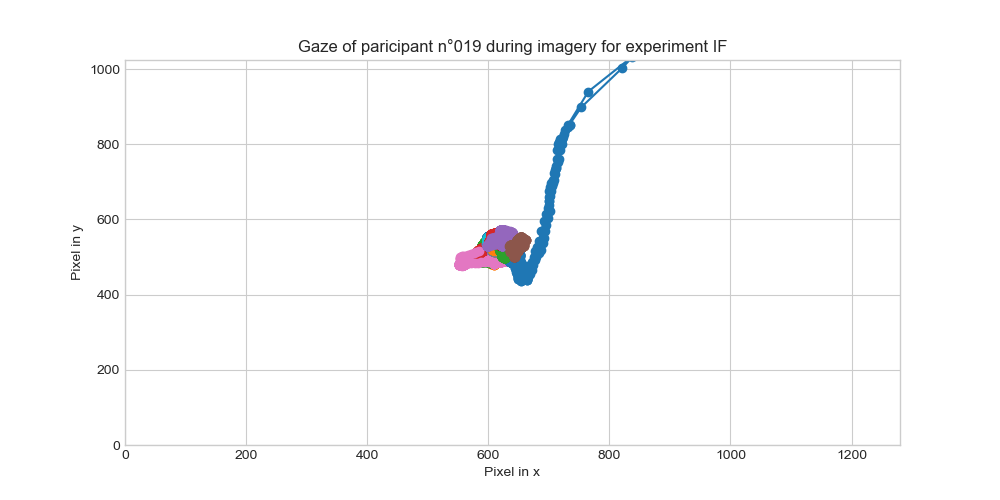 Gaze of paricipant n°019 during imagery for experiment IF
Pixel in y
1000
800
600
400
200
0
0 200 400 600 800 1000 1200
Pixel in x